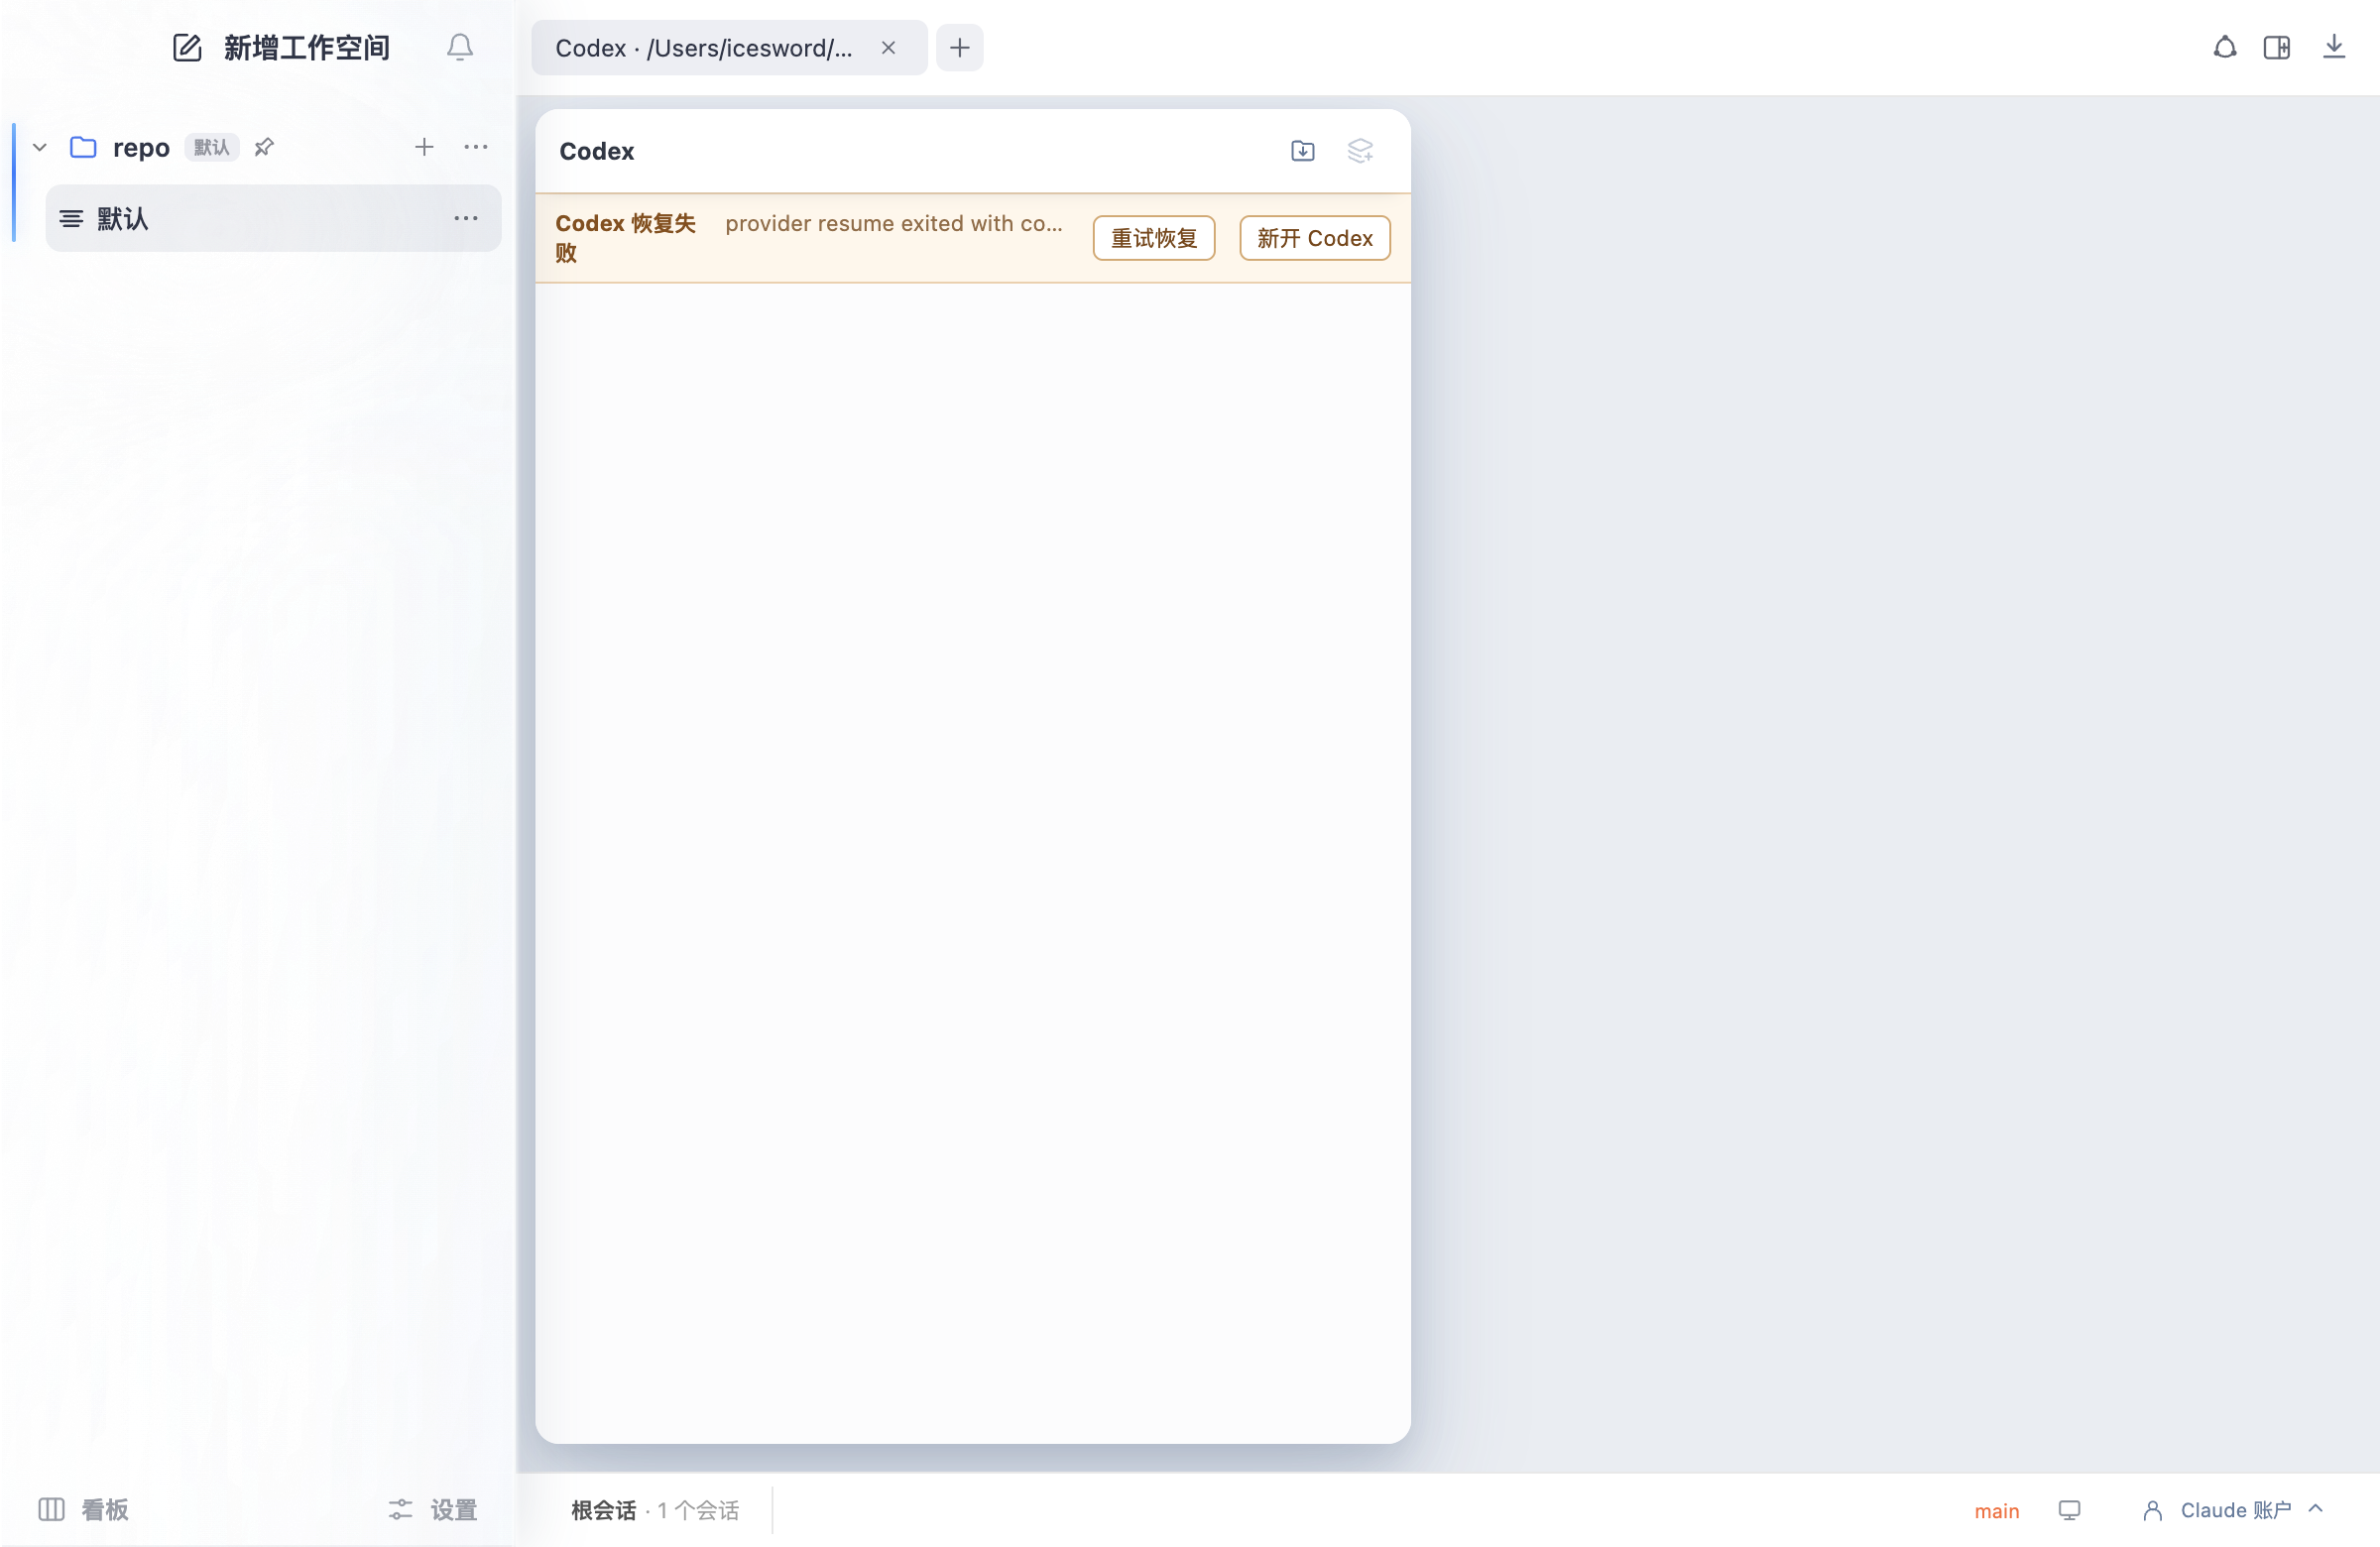 新增工作空间
Codex · /Users/icesword/...
repo 默认
默认
Codex
Codex 恢复失败
provider resume exited with co...
重试恢复
新开 Codex
看板
设置
根会话 · 1 个会话
main
Claude 账户